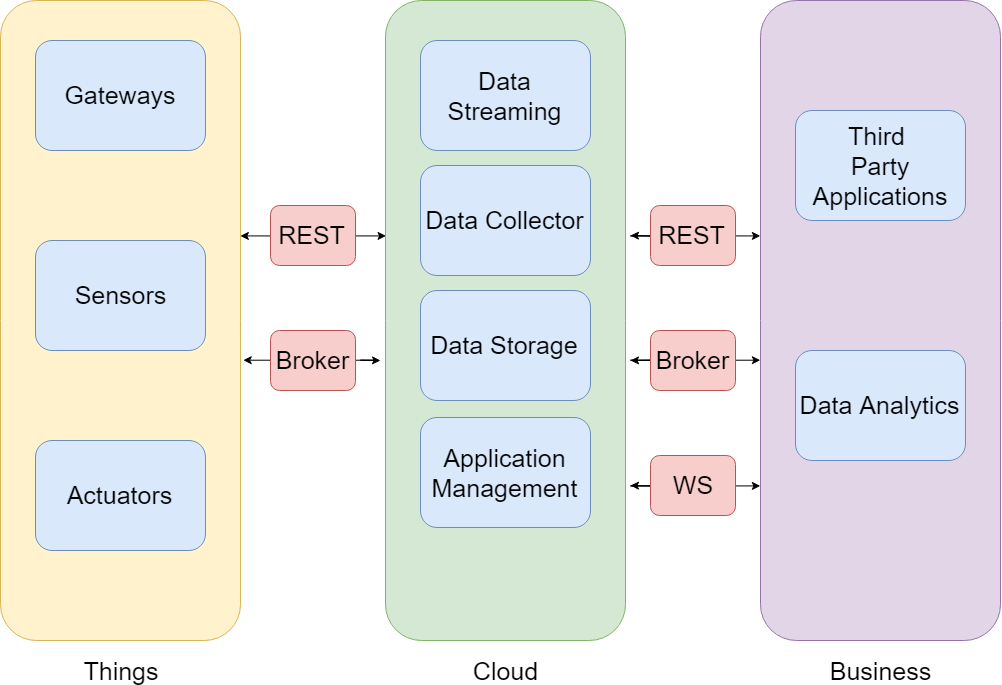 Gateways
Sensors
Actuators
Things
REST
Broker
Data
Streaming
Data Collector
Data Storage
Application
Management
Cloud
REST
Broker
WS
Third
Party
Applications
Data Analytics
Business